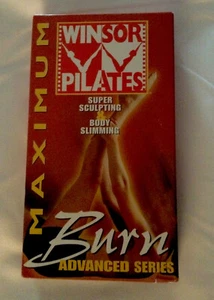 MAXIMUM
WINSOR
PILATES
SUPER
SCULPTING
&
BODY
SLIMMING
Burn
ADVANCED SERIES